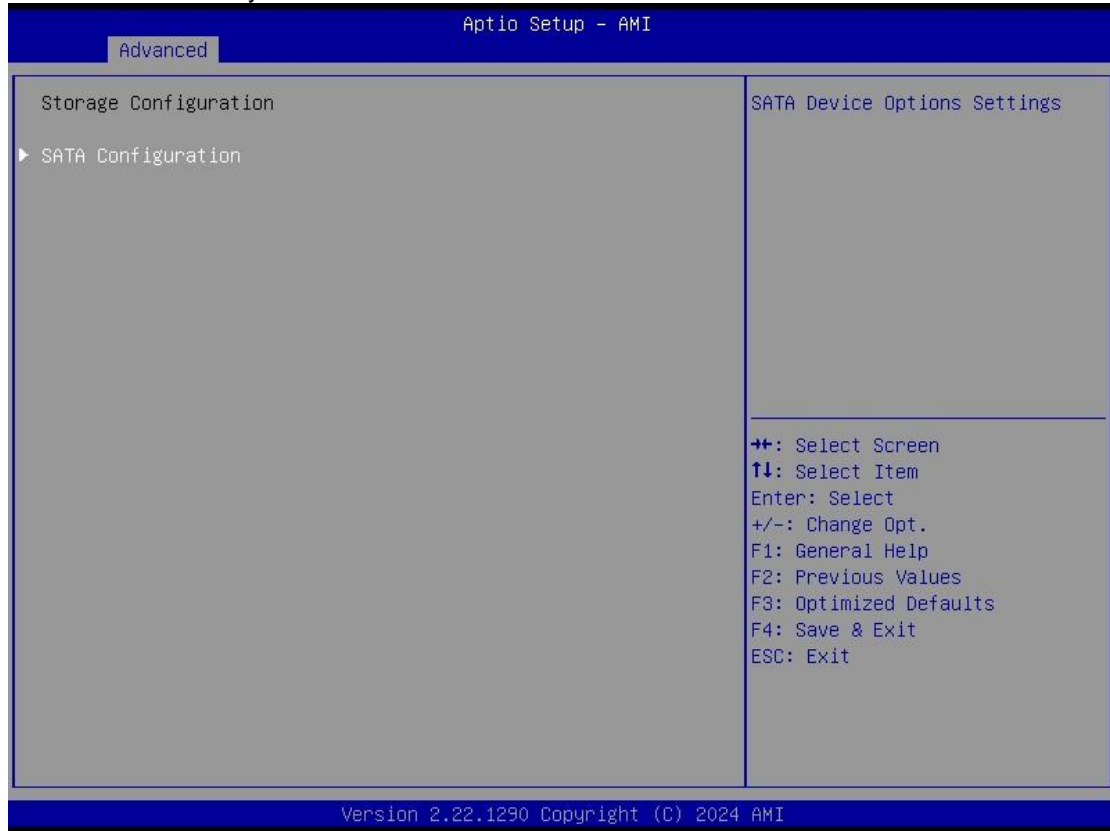 Aptio Setup - AMI
Advanced
Storage Configuration
► SATA Configuration
SATA Device Options Settings
→←: Select Screen
↑↓: Select Item
Enter: Select
+/-: Change Opt.
F1: General Help
F2: Previous Values
F3: Optimized Defaults
F4: Save & Exit
ESC: Exit
Version 2.22.1290 Copyright (C) 2024 AMI